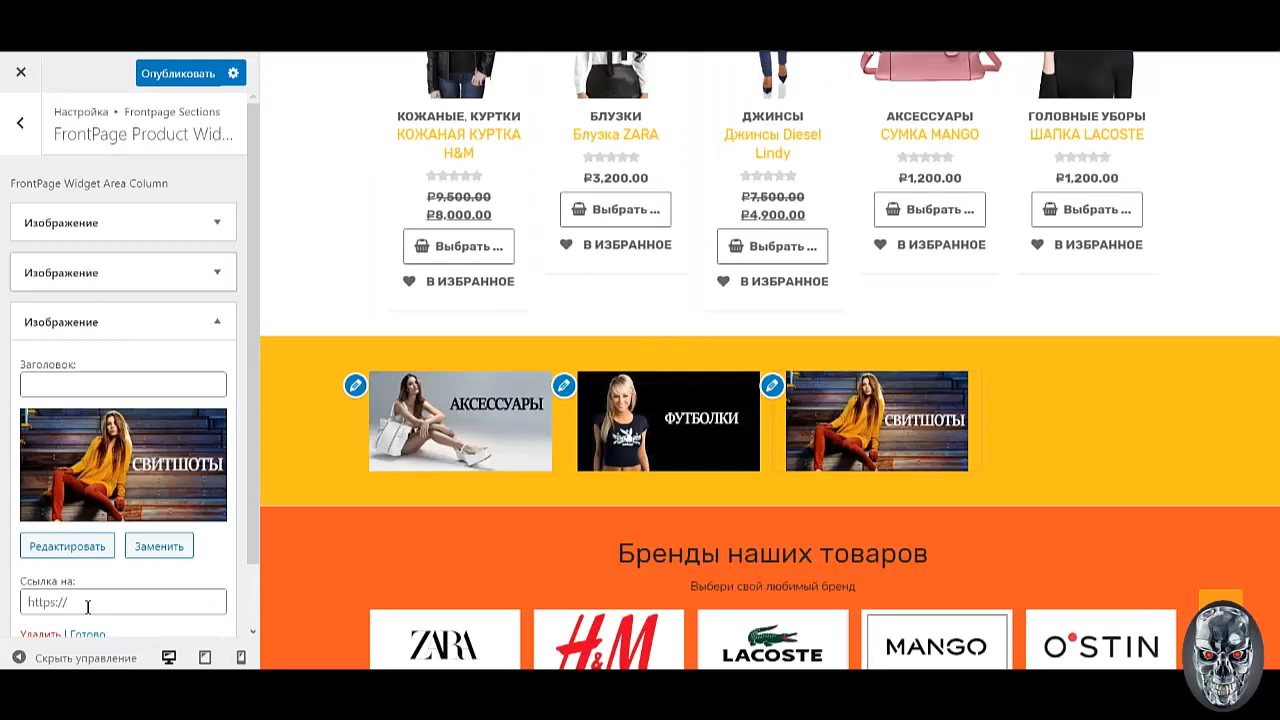 Опубликовать
Настройка ▸ Frontpage Sections
FrontPage Product Wid...
FrontPage Widget Area Column
Изображение
Изображение
Изображение
Заголовок:
СВИТШОТЫ
Редактировать
Заменить
Ссылка на:
https://
Удалить | Готово
Скрыть управление
КОЖАНЫЕ, КУРТКИ
КОЖАНАЯ КУРТКА
H&M
₽9,500.00
₽8,000.00
Выбрать ...
В ИЗБРАННОЕ
БЛУЗКИ
Блузка ZARA
₽3,200.00
Выбрать ...
В ИЗБРАННОЕ
ДЖИНСЫ
Джинсы Diesel
Lindy
₽7,500.00
₽4,900.00
Выбрать ...
В ИЗБРАННОЕ
АКСЕССУАРЫ
СУМКА MANGO
₽1,200.00
Выбрать ...
В ИЗБРАННОЕ
ГОЛОВНЫЕ УБОРЫ
ШАПКА LACOSTE
₽1,200.00
Выбрать ...
В ИЗБРАННОЕ
АКСЕССУАРЫ
ФУТБОЛКИ
СВИТШОТЫ
Бренды наших товаров
Выбери свой любимый бренд
ZARA
H&M
LACOSTE
MANGO
O'STIN